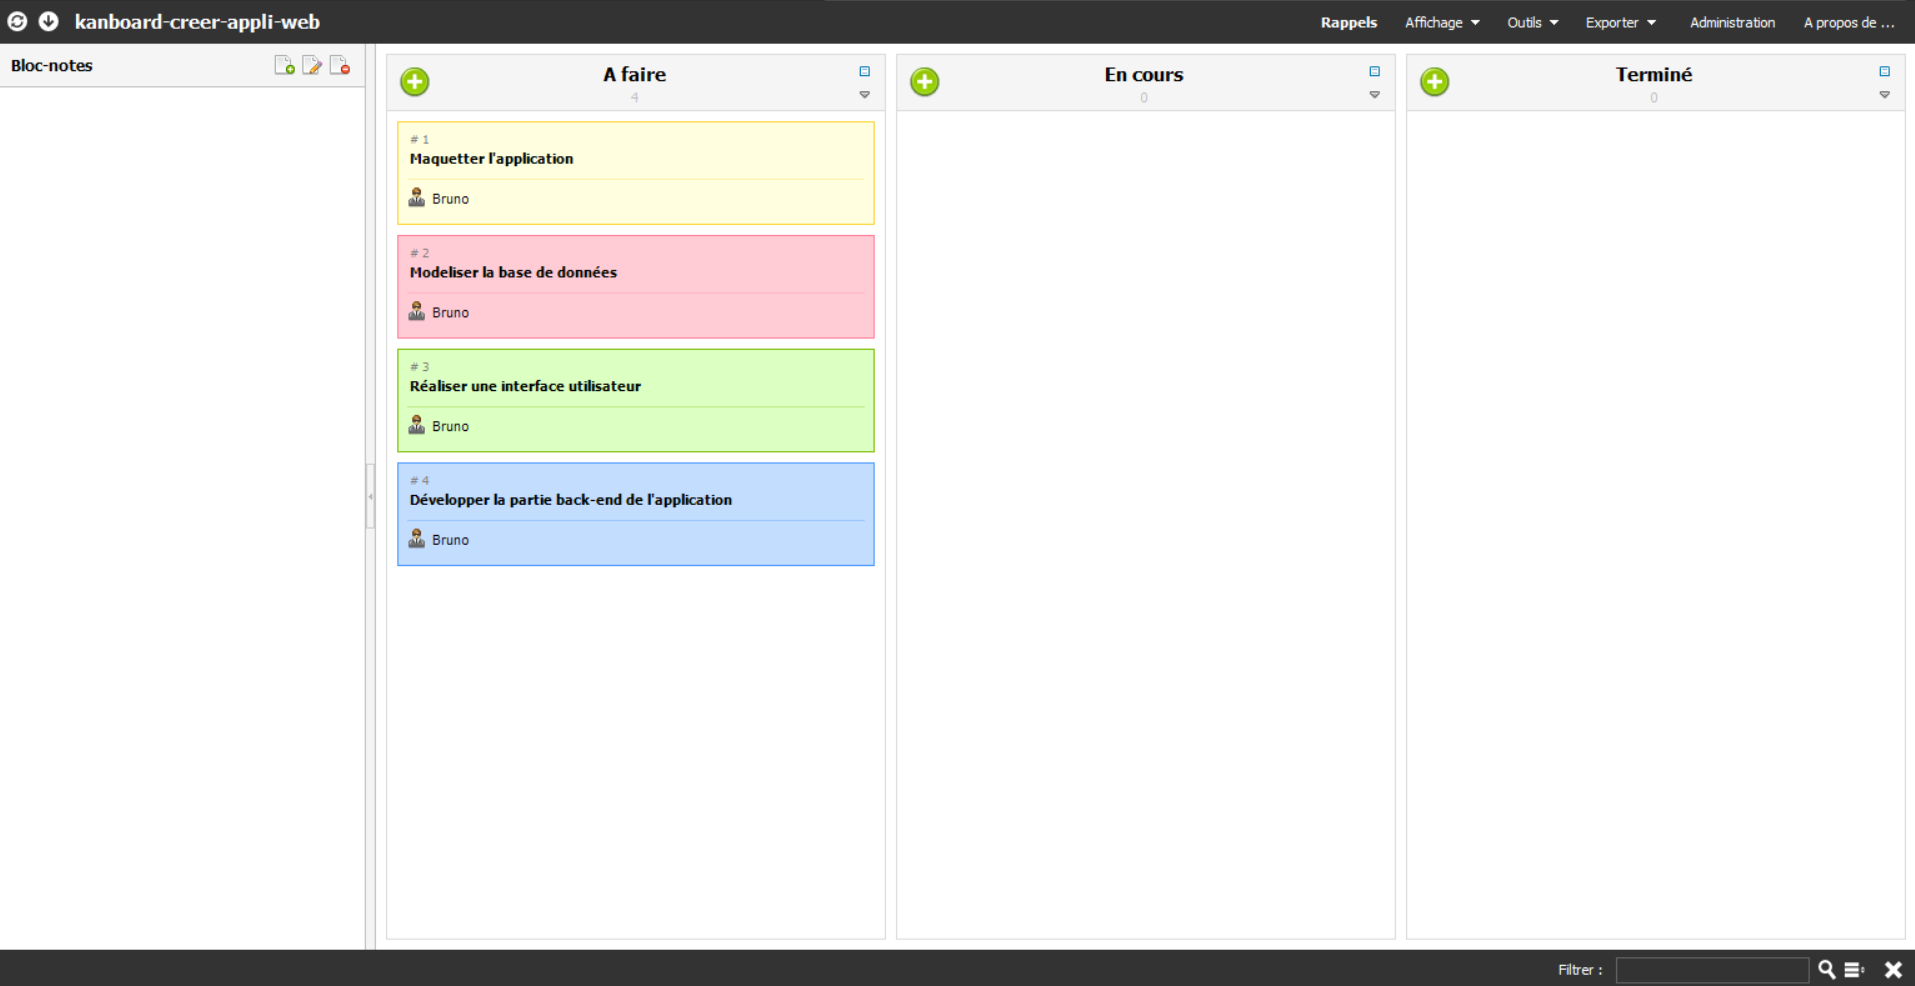 kanboard-creer-appli-web
Rappels Affichage Outils Exporter Administration A propos de ...
Bloc-notes
A faire
4
# 1
Maquetter l'application
Bruno
# 2
Modeliser la base de données
Bruno
# 3
Réaliser une interface utilisateur
Bruno
# 4
Développer la partie back-end de l'application
Bruno
En cours
0
Terminé
0
Filtrer :